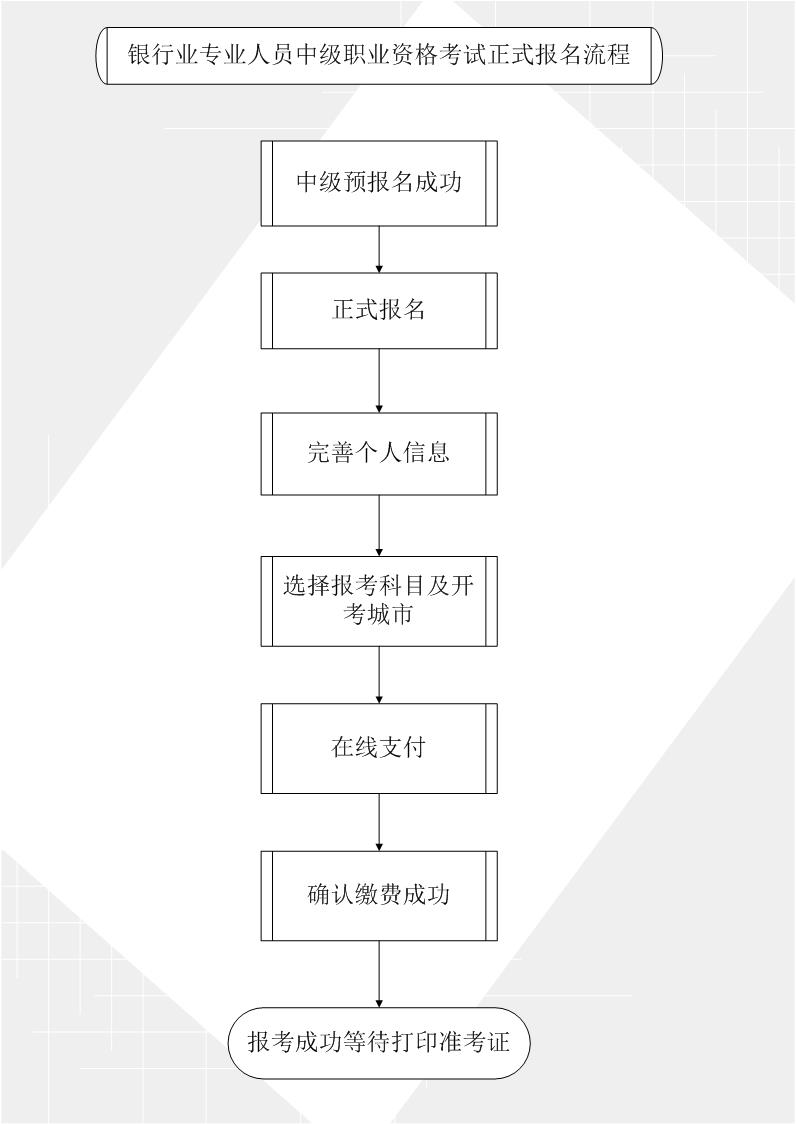 银行业专业人员中级职业资格考试正式报名流程
中级预报名成功
正式报名
完善个人信息
选择报考科目及开
考城市
在线支付
确认缴费成功
报考成功等待打印准考证